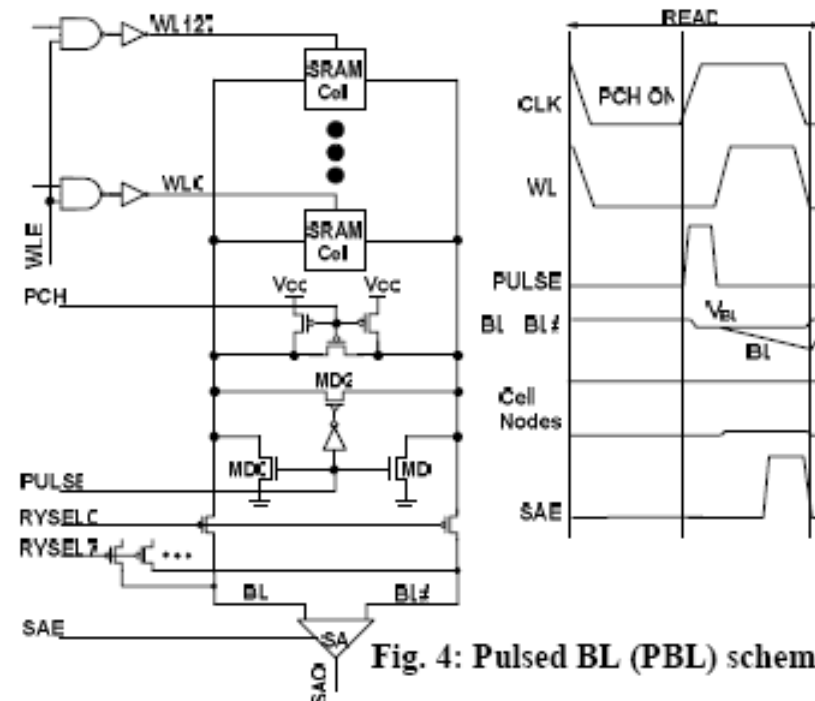 READ
WL127
SRAM
Cell
CLK
PCH ON
WL
WL0
SRAM
Cell
WLE
PCH
Vcc
Vcc
PULSE
BL
BL#
VBL
BL
MD2
Cell
Nodes
MD0
PULSE
RYSEL0
RYSEL7
SAE
BL
BL#
SAE
SA
SAO
Fig. 4: Pulsed BL (PBL) schem